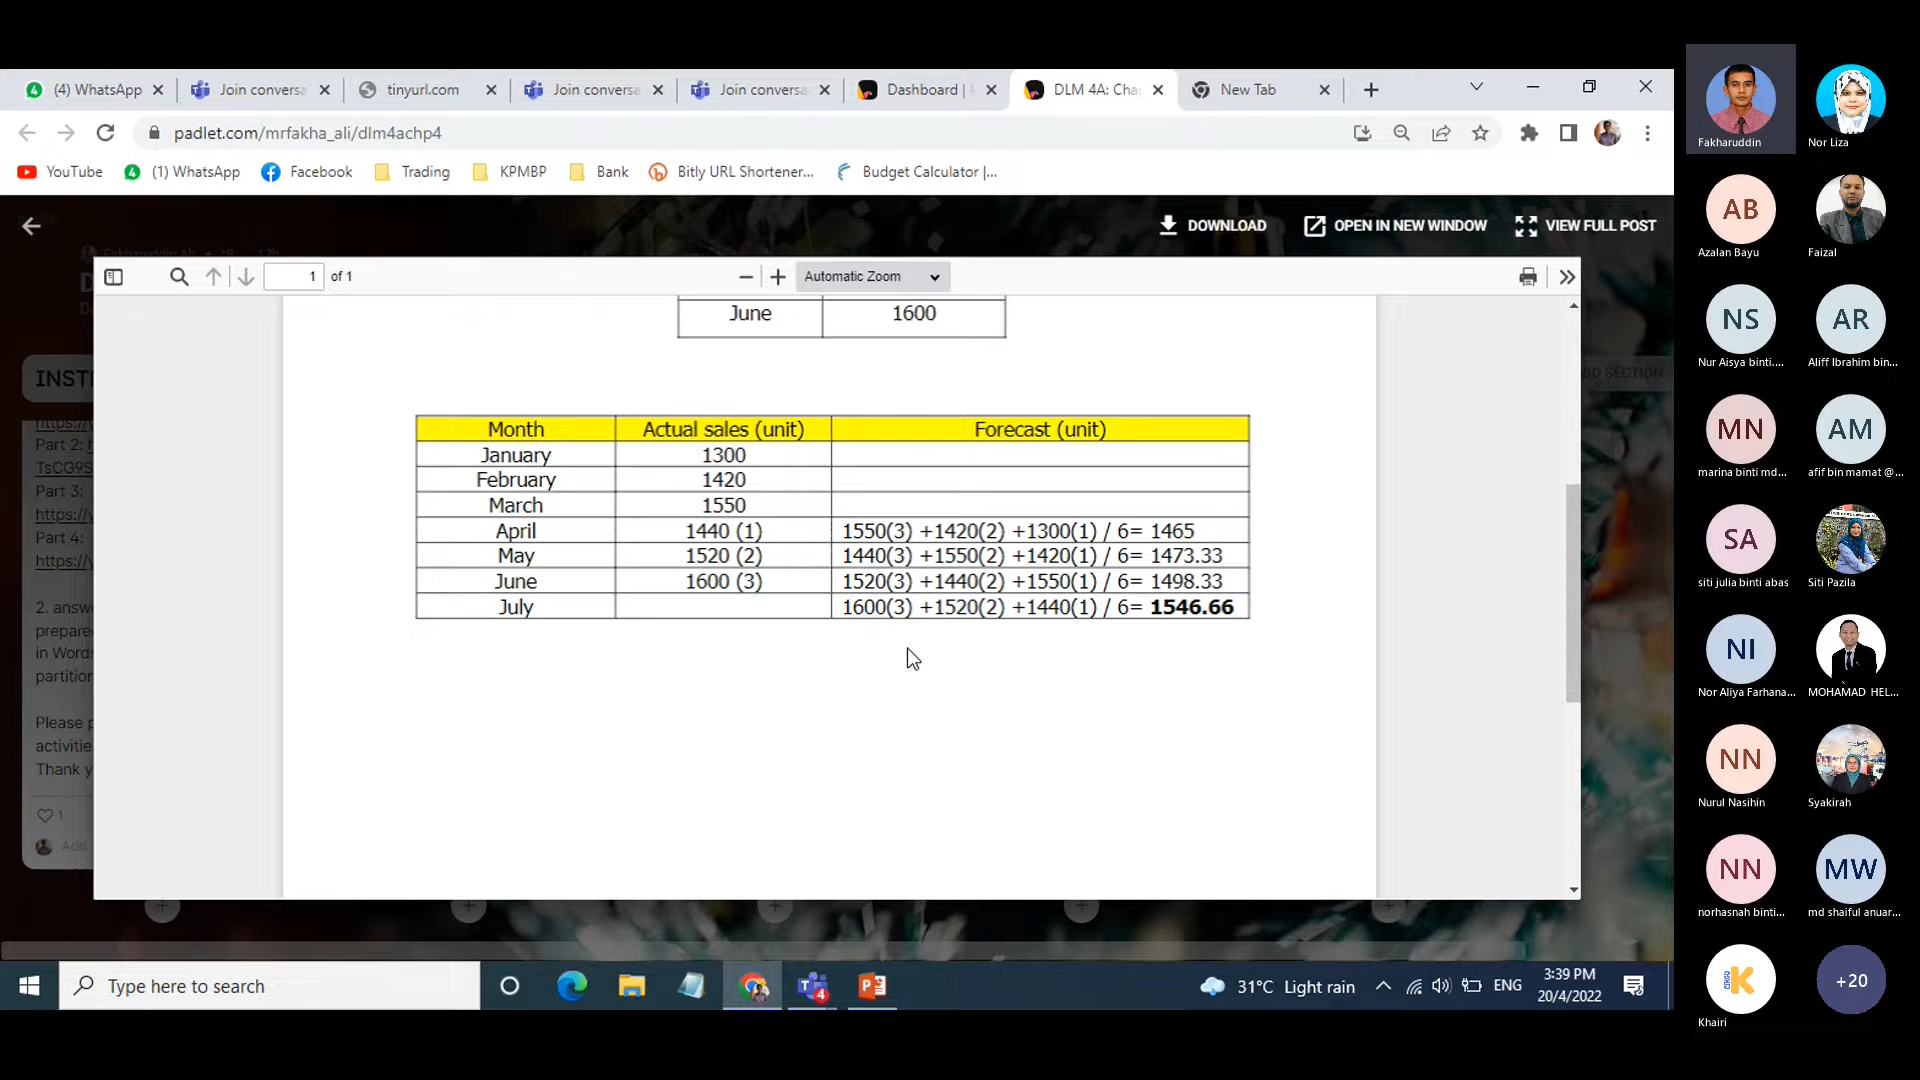 (4) WhatsApp
Join conversa
tinyurl.com
Join conversa
Join conversa
Dashboard |
DLM 4A: Cha
New Tab
padlet.com/mrfakha_ali/dlm4achp4
YouTube
(1) WhatsApp
Facebook
Trading
KPMBP
Bank
Bitly URL Shortener...
Budget Calculator |...
DOWNLOAD
OPEN IN NEW WINDOW
VIEW FULL POST
1 of 1
Automatic Zoom
June 1600
Month Actual sales (unit) Forecast (unit)
January 1300
February 1420
March 1550
April 1440 (1) 1550(3) +1420(2) +1300(1) / 6= 1465
May 1520 (2) 1440(3) +1550(2) +1420(1) / 6= 1473.33
June 1600 (3) 1520(3) +1440(2) +1550(1) / 6= 1498.33
July 1600(3) +1520(2) +1440(1) / 6= 1546.66
INST
https://y
Part 2: h
TsCG9S
Part 3:
https://y
Part 4:
https://y
2. answ
prepare
in Word
partition
Please p
activitie
Thank y
1
Add
Type here to search
4
31°C Light rain
ENG
3:39 PM
20/4/2022
Fakharuddin
Nor Liza
AB
Azalan Bayu
Faizal
NS
Nur Aisya binti....
AR
Aliff Ibrahim bin...
MN
marina binti md...
AM
afif bin mamat @...
SA
siti julia binti abas
Siti Pazila
NI
Nor Aliya Farhana...
MOHAMAD HEL...
NN
Nurul Nasihin
Syakirah
NN
norhasnah binti...
MW
md shaiful anuar...
K
Khairi
+20